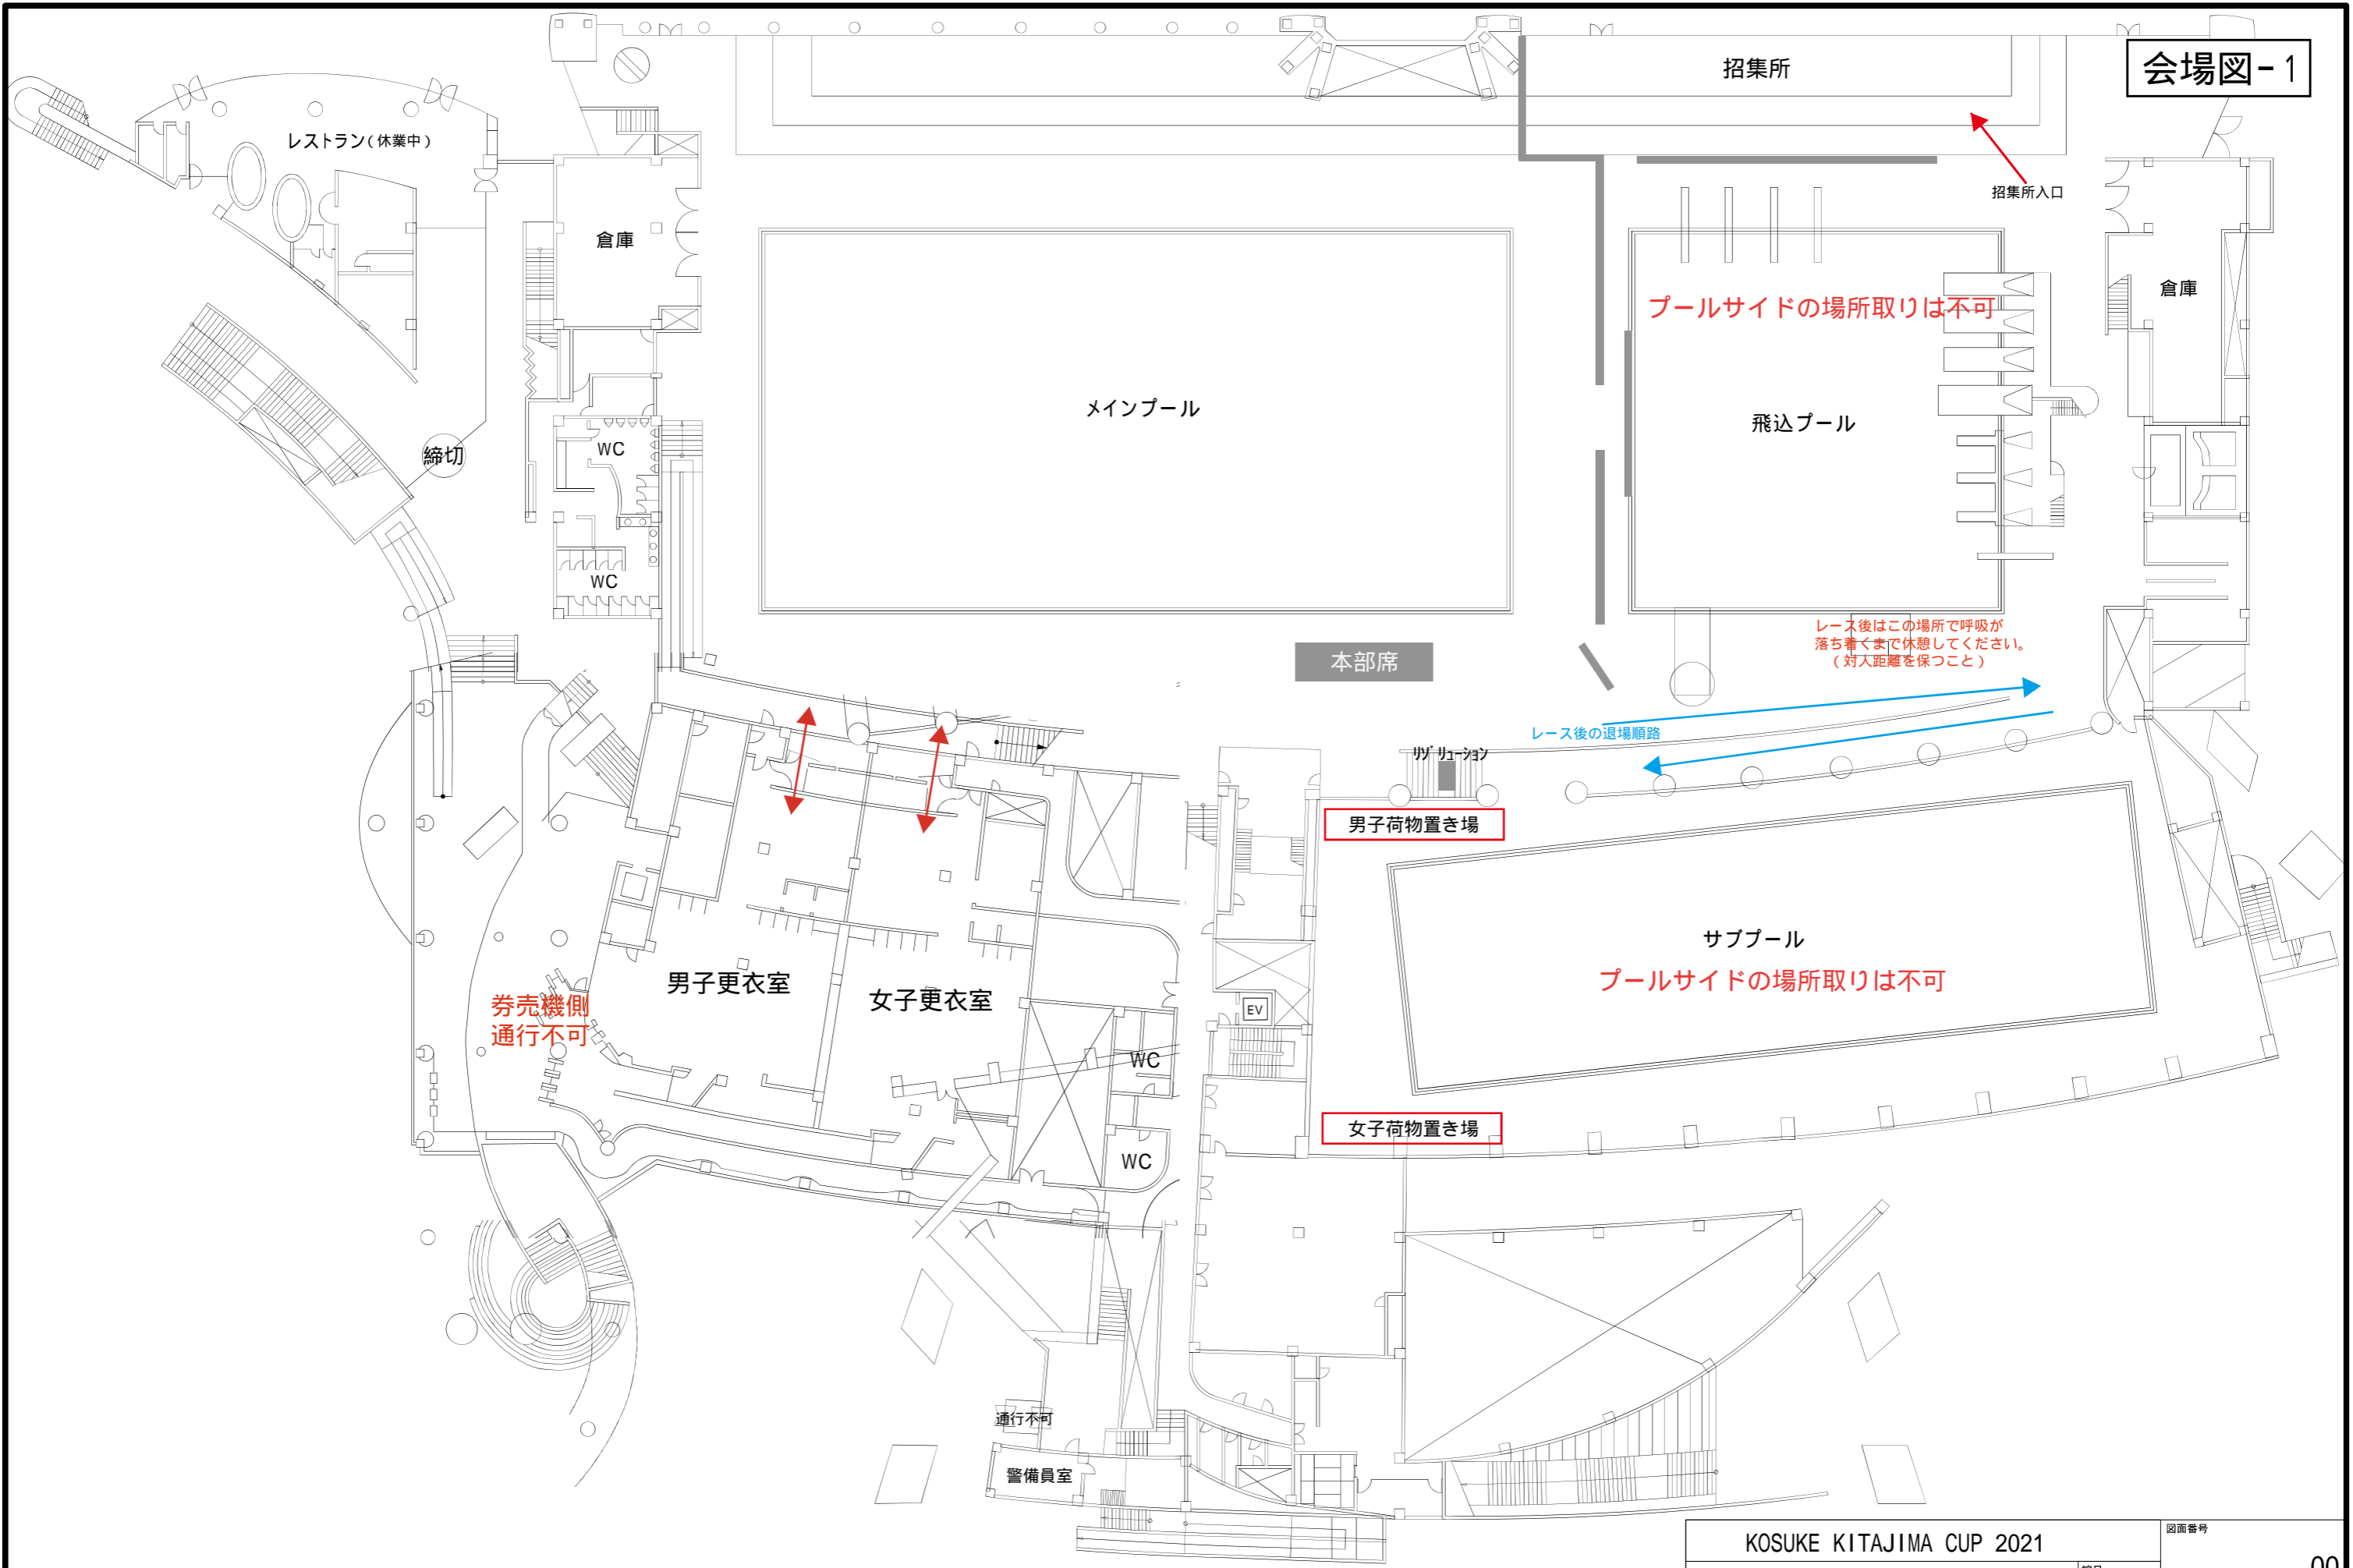 会場図-1
招集所
招集所入口
レストラン(休業中)
倉庫
倉庫
プールサイドの場所取りは不可
メインプール
飛込プール
WC
締切
WC
レース後はこの場所で呼吸が
落ち着くまで休憩してください。
(対人距離を保つこと)
本部席
レース後の退場順路
ﾘｿﾞﾘｭｰｼｮﾝ
男子荷物置き場
サブプール
プールサイドの場所取りは不可
男子更衣室
女子更衣室
券売機側
通行不可
EV
WC
女子荷物置き場
WC
通行不可
警備員室
KOSUKE KITAJIMA CUP 2021
図面番号
00